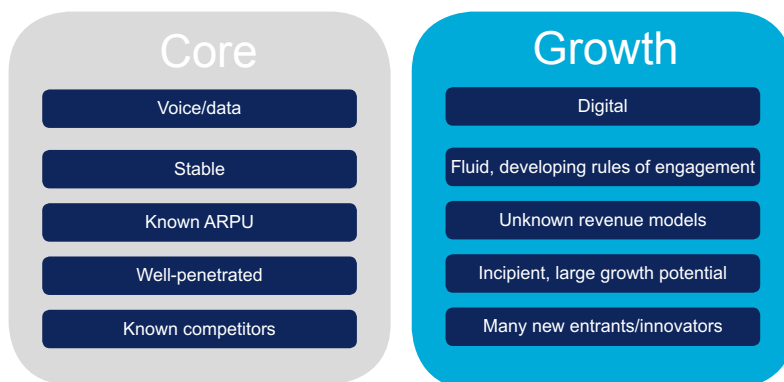 Core
Voice/data
Stable
Known ARPU
Well-penetrated
Known competitors
Growth
Digital
Fluid, developing rules of engagement
Unknown revenue models
Incipient, large growth potential
Many new entrants/innovators